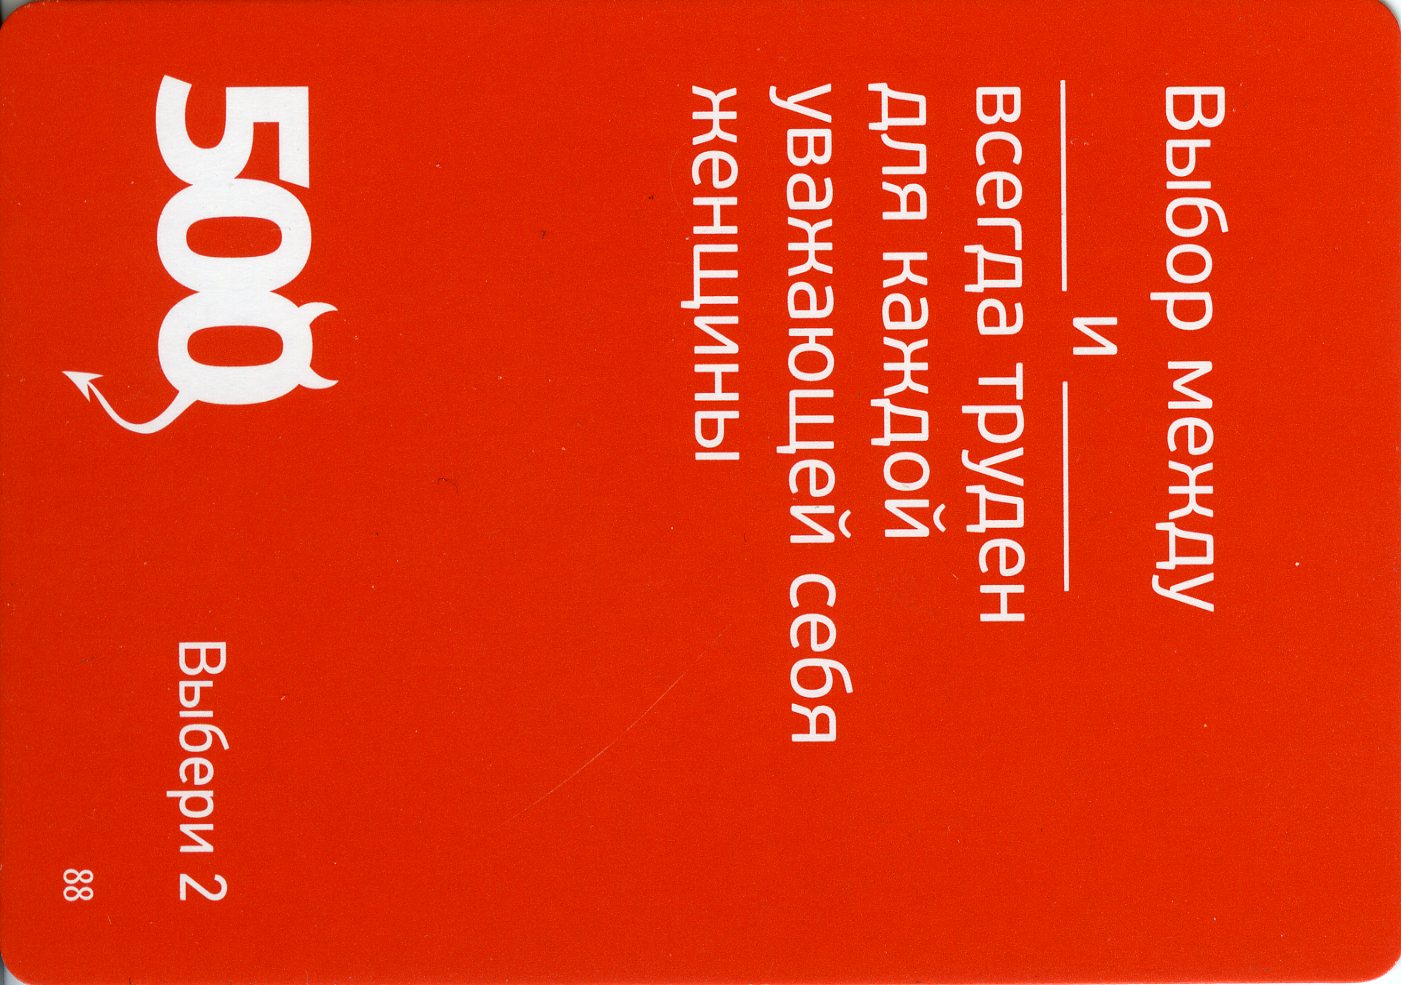 Выбор между
______ и ______
всегда труден
для каждой
уважающей себя
женщины
500
Выбери 2
88